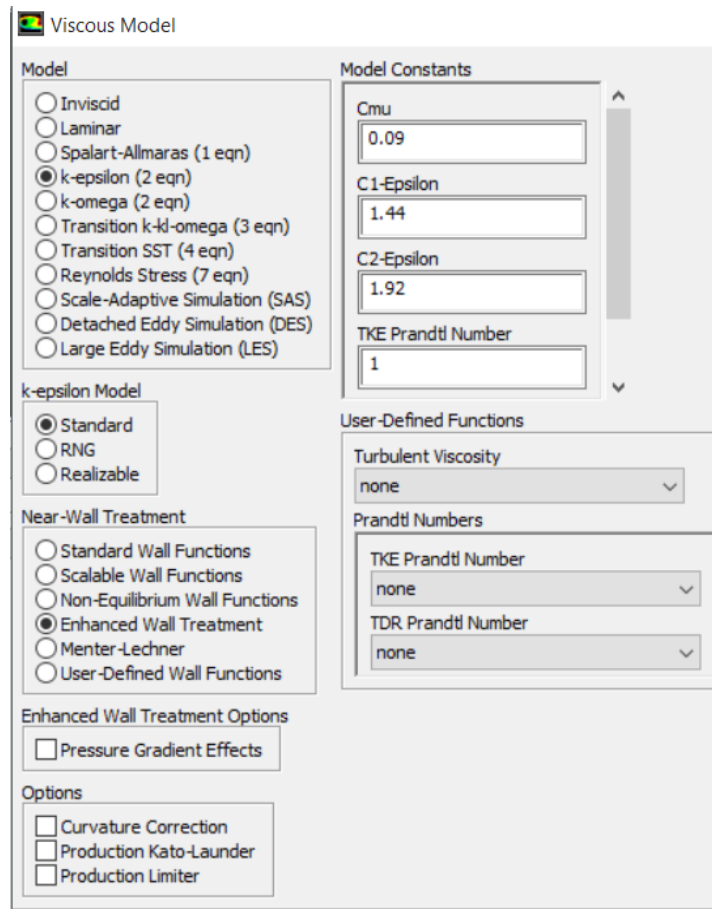 Viscous Model
Model
Inviscid
Laminar
Spalart-Allmaras (1 eqn)
k-epsilon (2 eqn)
k-omega (2 eqn)
Transition k-kl-omega (3 eqn)
Transition SST (4 eqn)
Reynolds Stress (7 eqn)
Scale-Adaptive Simulation (SAS)
Detached Eddy Simulation (DES)
Large Eddy Simulation (LES)
k-epsilon Model
Standard
RNG
Realizable
Near-Wall Treatment
Standard Wall Functions
Scalable Wall Functions
Non-Equilibrium Wall Functions
Enhanced Wall Treatment
Menter-Lechner
User-Defined Wall Functions
Enhanced Wall Treatment Options
Pressure Gradient Effects
Options
Curvature Correction
Production Kato-Launder
Production Limiter
Model Constants
Cmu
0.09
C1-Epsilon
1.44
C2-Epsilon
1.92
TKE Prandtl Number
1
User-Defined Functions
Turbulent Viscosity
none
Prandtl Numbers
TKE Prandtl Number
none
TDR Prandtl Number
none